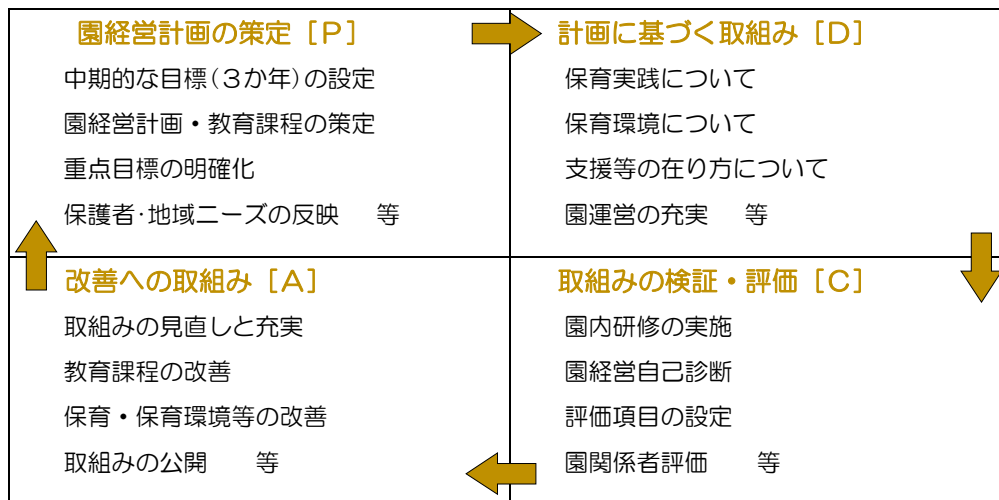 園経営計画の策定［P］
中期的な目標（３か年）の設定
園経営計画・教育課程の策定
重点目標の明確化
保護者･地域ニーズの反映　等
計画に基づく取組み［D］
保育実践について
保育環境について
支援等の在り方について
園運営の充実　等
改善への取組み［A］
取組みの見直しと充実
教育課程の改善
保育・保育環境等の改善
取組みの公開　等
取組みの検証・評価［C］
園内研修の実施
園経営自己診断
評価項目の設定
園関係者評価　等